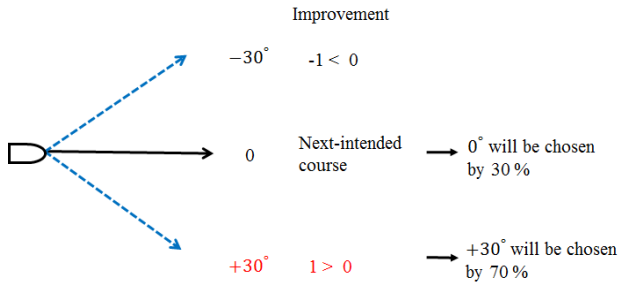 Improvement
−30° -1 < 0
0 Next-intended course 0° will be chosen by 30 %
+30° 1 > 0 +30° will be chosen by 70 %